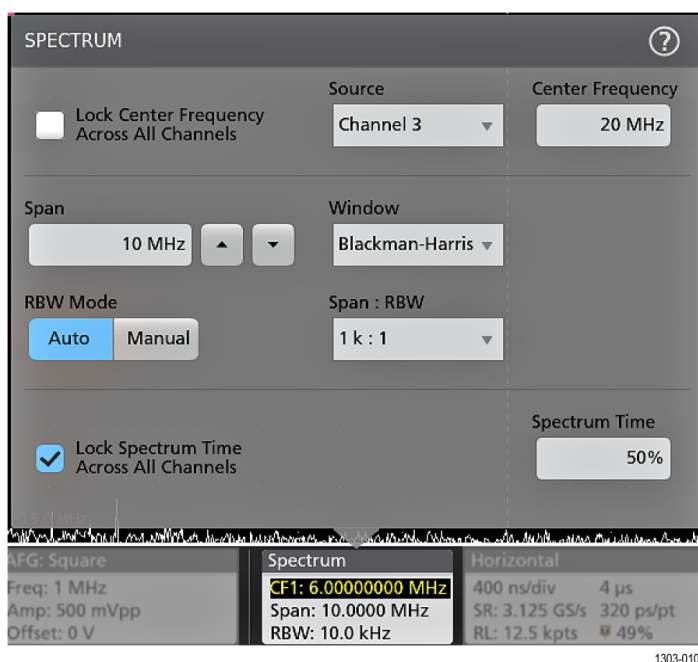 SPECTRUM
?
Source
Center Frequency
Lock Center Frequency
Across All Channels
Channel 3
20 MHz
Span
Window
10 MHz
Blackman-Harris
RBW Mode
Span : RBW
Auto
Manual
1 k : 1
Spectrum Time
Lock Spectrum Time
Across All Channels
50%
15.0 MHz
AFG: Square
Freq: 1 MHz
Amp: 500 mVpp
Offset: 0 V
Spectrum
CF1: 6.00000000 MHz
Span: 10.0000 MHz
RBW: 10.0 kHz
Horizontal
400 ns/div 4 µs
SR: 3.125 GS/s 320 ps/pt
RL: 12.5 kpts 49%
1303-010